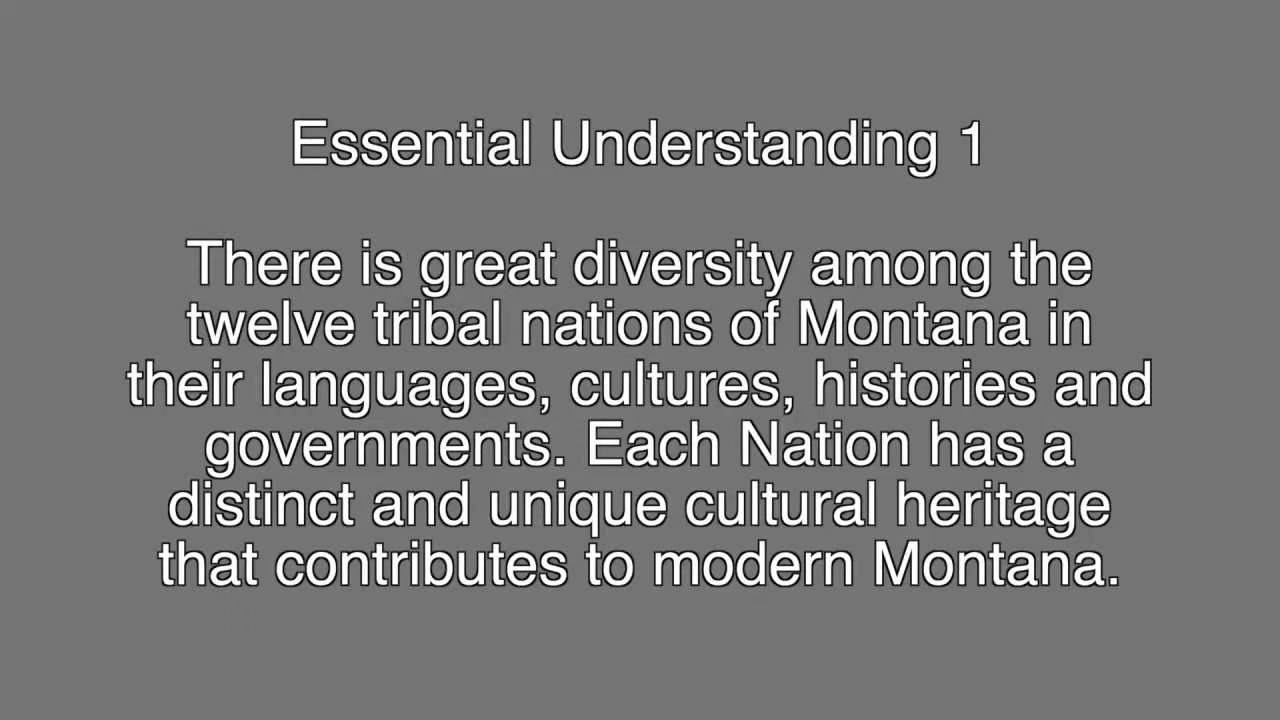 Essential Understanding 1
There is great diversity among the
twelve tribal nations of Montana in
their languages, cultures, histories and
governments. Each Nation has a
distinct and unique cultural heritage
that contributes to modern Montana.